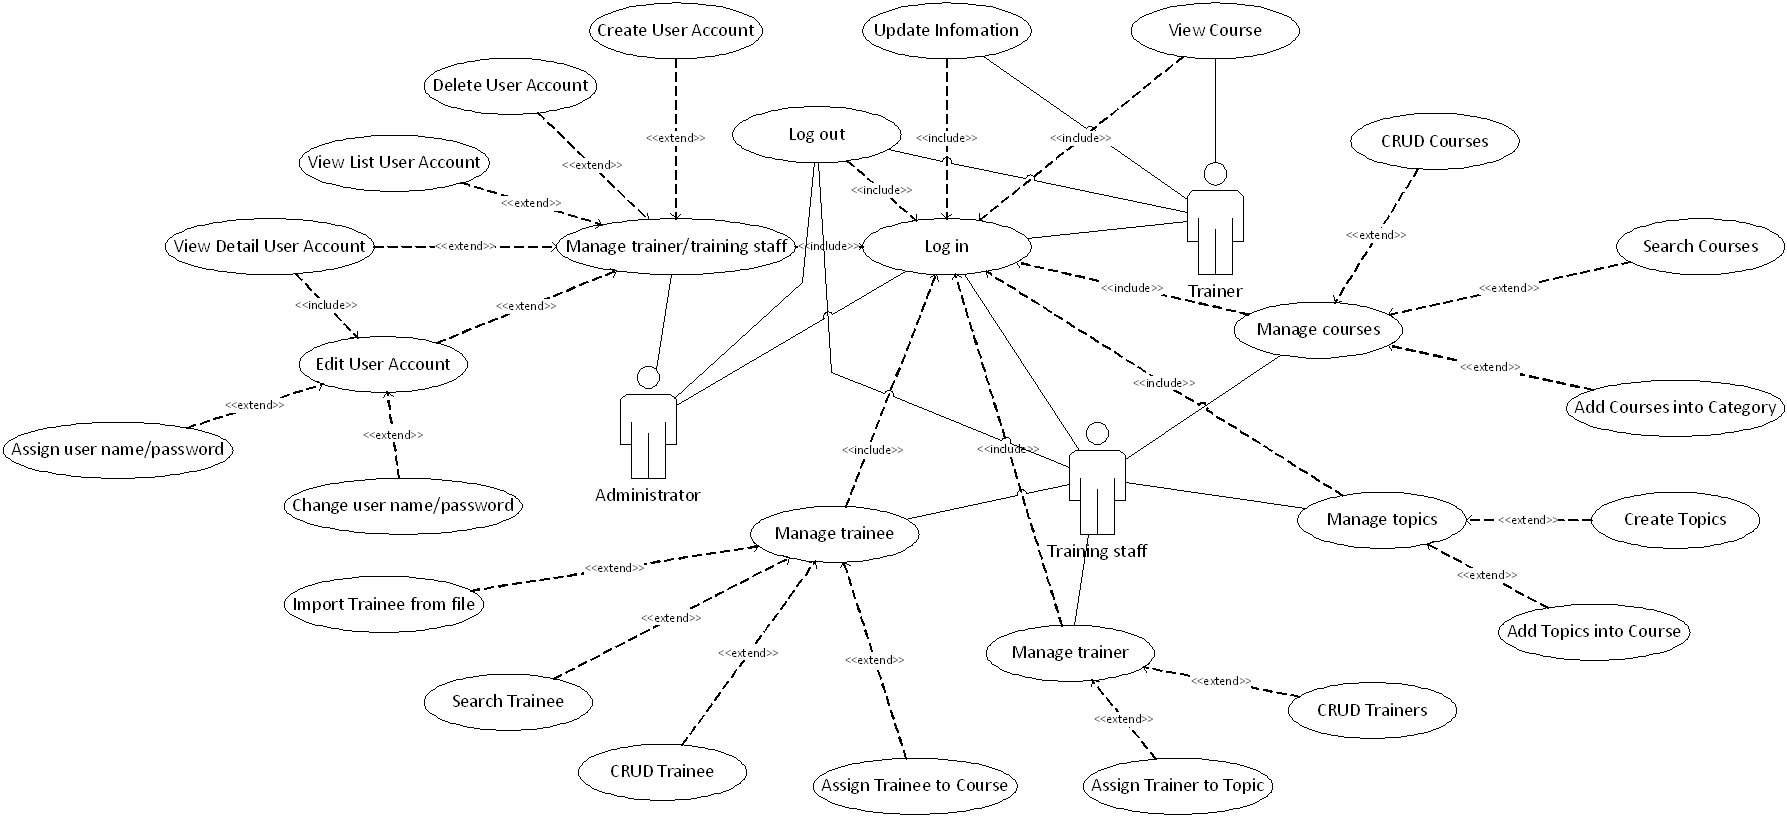 Create User Account
Update Infomation
View Course
Delete User Account
Log out
<<extend>>
<<include>>
<<include>>
CRUD Courses
View List User Account
<<extend>>
<<include>>
<<extend>>
View Detail User Account
<<extend>>
Manage trainer/training staff
<<include>>
Log in
<<extend>>
Search Courses
<<include>>
<<extend>>
<<include>>
Trainer
<<extend>>
Manage courses
Edit User Account
<<extend>>
<<include>>
<<extend>>
Add Courses into Category
<<extend>>
Assign user name/password
<<include>>
<<include>>
Administrator
Change user name/password
Manage trainee
Training staff
Manage topics
<<extend>>
Create Topics
<<extend>>
<<extend>>
Import Trainee from file
<<extend>>
Add Topics into Course
<<extend>>
<<extend>>
Manage trainer
<<extend>>
Search Trainee
CRUD Trainers
<<extend>>
CRUD Trainee
Assign Trainee to Course
Assign Trainer to Topic